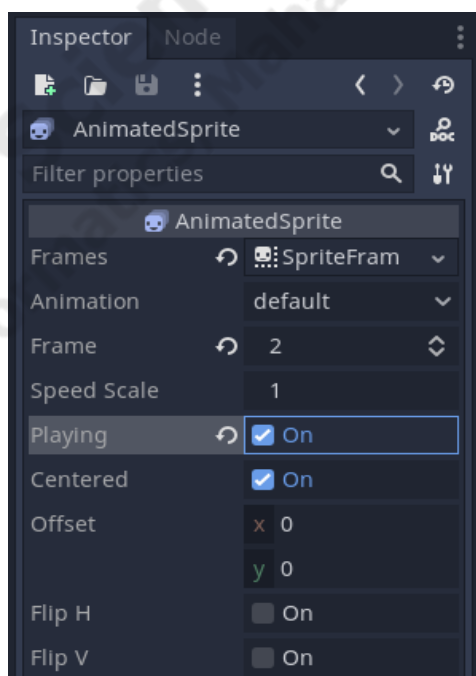 Inspector Node
DOC
AnimatedSprite
Filter properties
AnimatedSprite
Frames SpriteFram
Animation default
Frame 2
Speed Scale 1
Playing On
Centered On
Offset x 0
y 0
Flip H On
Flip V On